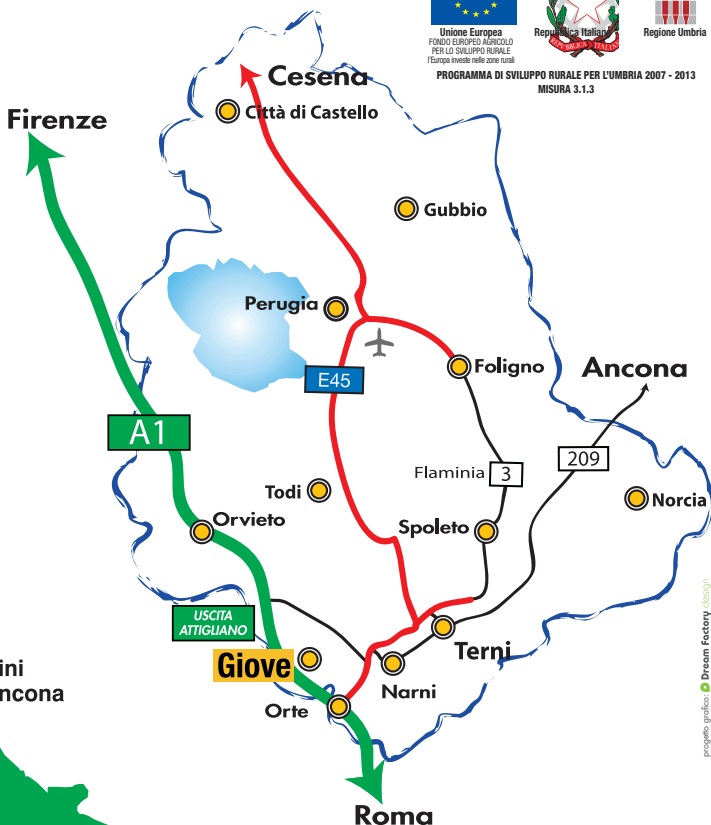 Unione Europea
FONDO EUROPEO AGRICOLO
PER LO SVILUPPO RURALE
l'Europa investe nelle zone rurali
Repubblica Italiana
REPVBBLICA ITALIANA
Regione Umbria
PROGRAMMA DI SVILUPPO RURALE PER L'UMBRIA 2007 - 2013
MISURA 3.1.3
Cesena
Città di Castello
Firenze
Gubbio
Perugia
Foligno
Ancona
E45
A1
Flaminia
3
209
Todi
Norcia
Orvieto
Spoleto
USCITA
ATTIGLIANO
Terni
Giove
Narni
Orte
ini
ncona
Roma
progetto grafico: Dream Factory design